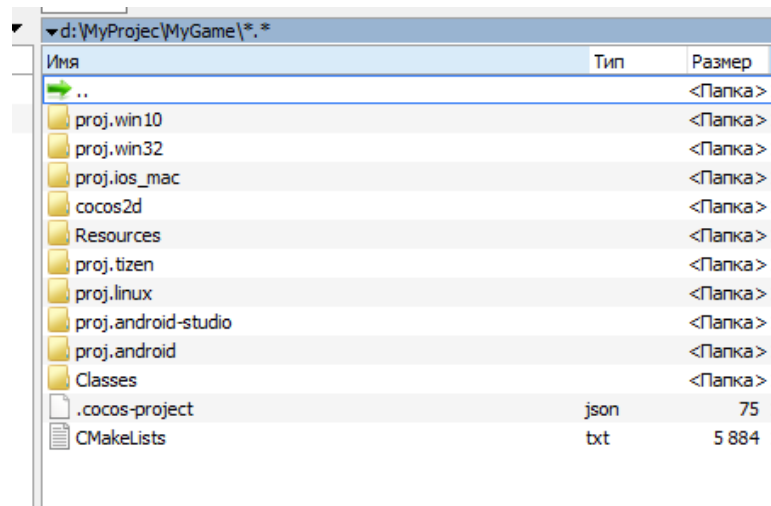 d:\MyProjec\MyGame\*.*
Имя Тип Размер
.. <Папка>
proj.win10 <Папка>
proj.win32 <Папка>
proj.ios_mac <Папка>
cocos2d <Папка>
Resources <Папка>
proj.tizen <Папка>
proj.linux <Папка>
proj.android-studio <Папка>
proj.android <Папка>
Classes <Папка>
.cocos-project json 75
CMakeLists txt 5 884